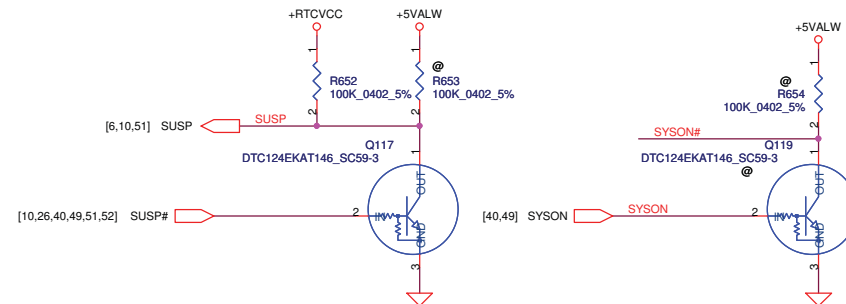 +RTCVCC
+5VALW
1
1
@
R652
100K_0402_5%
R653
100K_0402_5%
2
2
[6,10,51] SUSP
SUSP
Q117
DTC124EKAT146_SC59-3
1
OUT
IN
GND
[10,26,40,49,51,52] SUSP#
2
3
+5VALW
1
@
R654
100K_0402_5%
2
SYSON#
Q119
DTC124EKAT146_SC59-3
@
1
OUT
IN
GND
[40,49] SYSON
SYSON
2
3